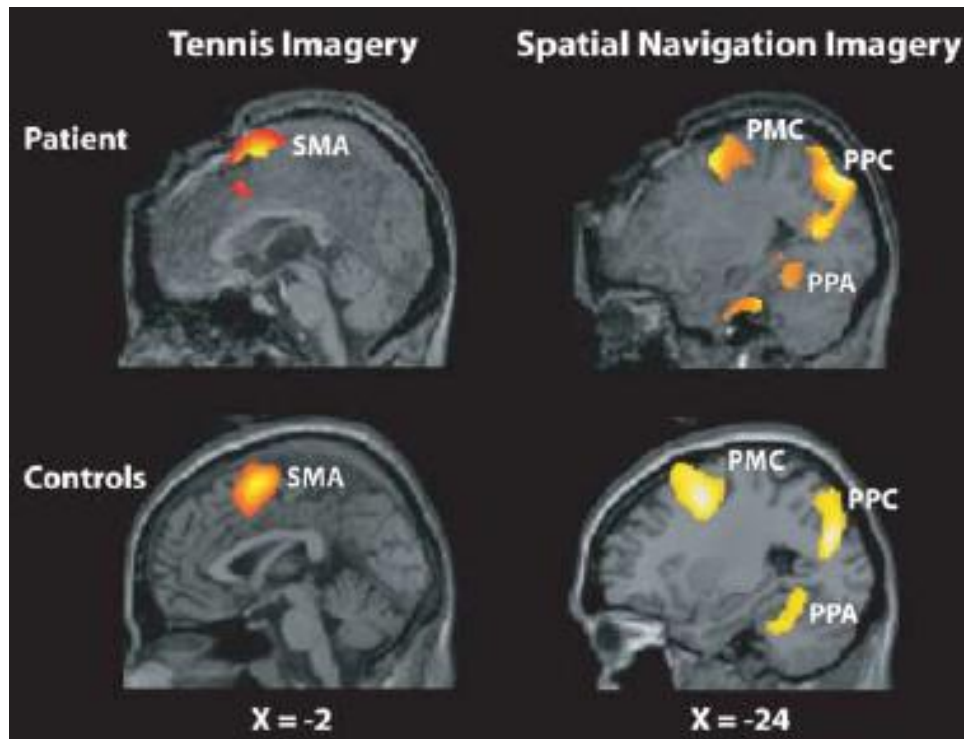 Tennis Imagery
Spatial Navigation Imagery
Patient
SMA
PMC
PPC
PPA
Controls
SMA
PMC
PPC
PPA
X = -2
X = -24